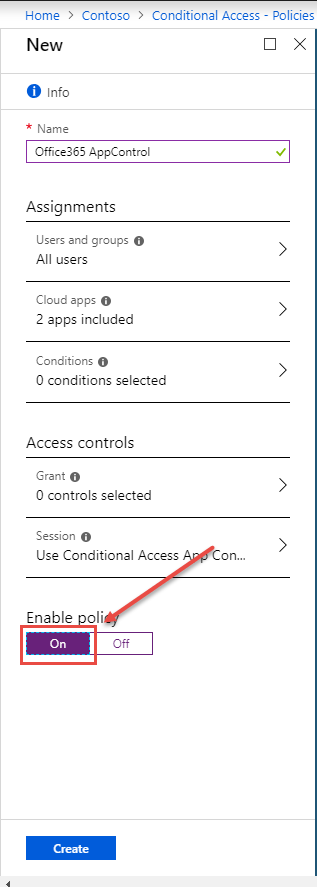 Home > Contoso > Conditional Access - Policies
New
Info
* Name
Office365 AppControl
Assignments
Users and groups
All users
Cloud apps
2 apps included
Conditions
0 conditions selected
Access controls
Grant
0 controls selected
Session
Use Conditional Access App Con...
Enable policy
On Off
Create